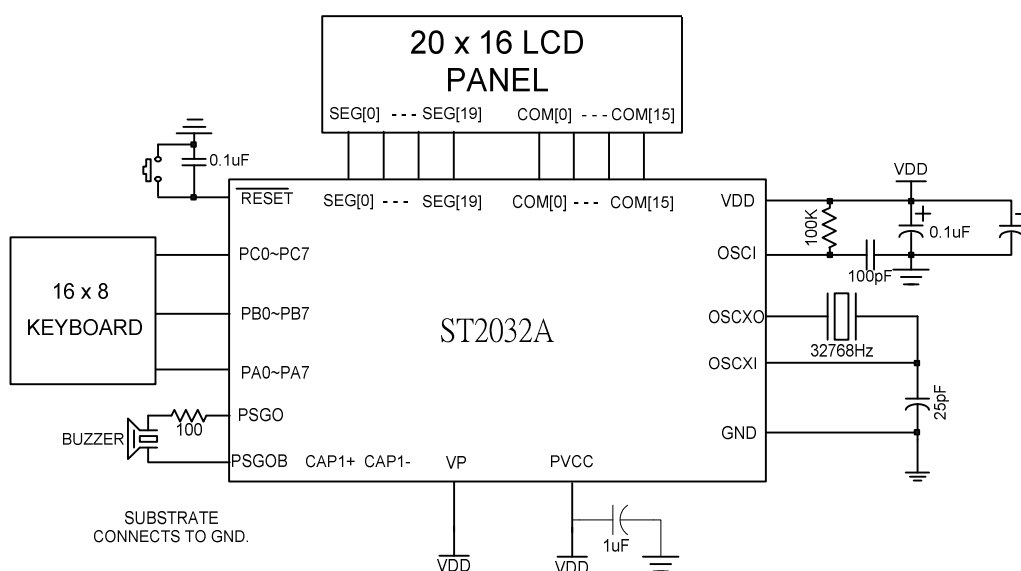 20 x 16 LCD
PANEL
SEG[0] --- SEG[19] COM[0] --- COM[15]
0.1uF
RESET SEG[0] --- SEG[19] COM[0] --- COM[15] VDD
VDD
100K
+
0.1uF
PC0~PC7 OSCI
100pF
16 x 8
KEYBOARD
PB0~PB7
ST2032A
OSCXO
32768Hz
PA0~PA7 OSCXI
25pF
PSGO
100
BUZZER
GND
PSGOB CAP1+ CAP1- VP PVCC
SUBSTRATE
CONNECTS TO GND.
1uF
VDD VDD